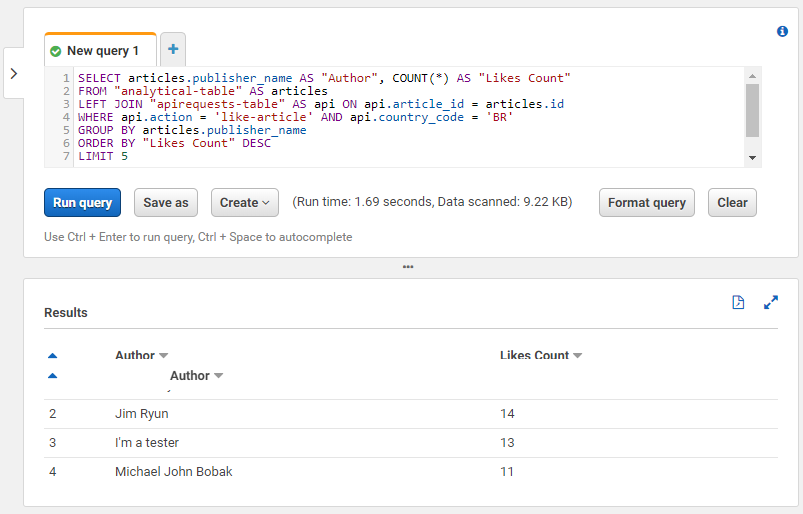 New query 1
+
1 SELECT articles.publisher_name AS "Author", COUNT(*) AS "Likes Count"
2 FROM "analytical-table" AS articles
3 LEFT JOIN "apirequests-table" AS api ON api.article_id = articles.id
4 WHERE api.action = 'like-article' AND api.country_code = 'BR'
5 GROUP BY articles.publisher_name
6 ORDER BY "Likes Count" DESC
7 LIMIT 5
Run query Save as Create (Run time: 1.69 seconds, Data scanned: 9.22 KB) Format query Clear
Use Ctrl + Enter to run query, Ctrl + Space to autocomplete
Results
Author Likes Count
Author
2 Jim Ryun 14
3 I'm a tester 13
4 Michael John Bobak 11